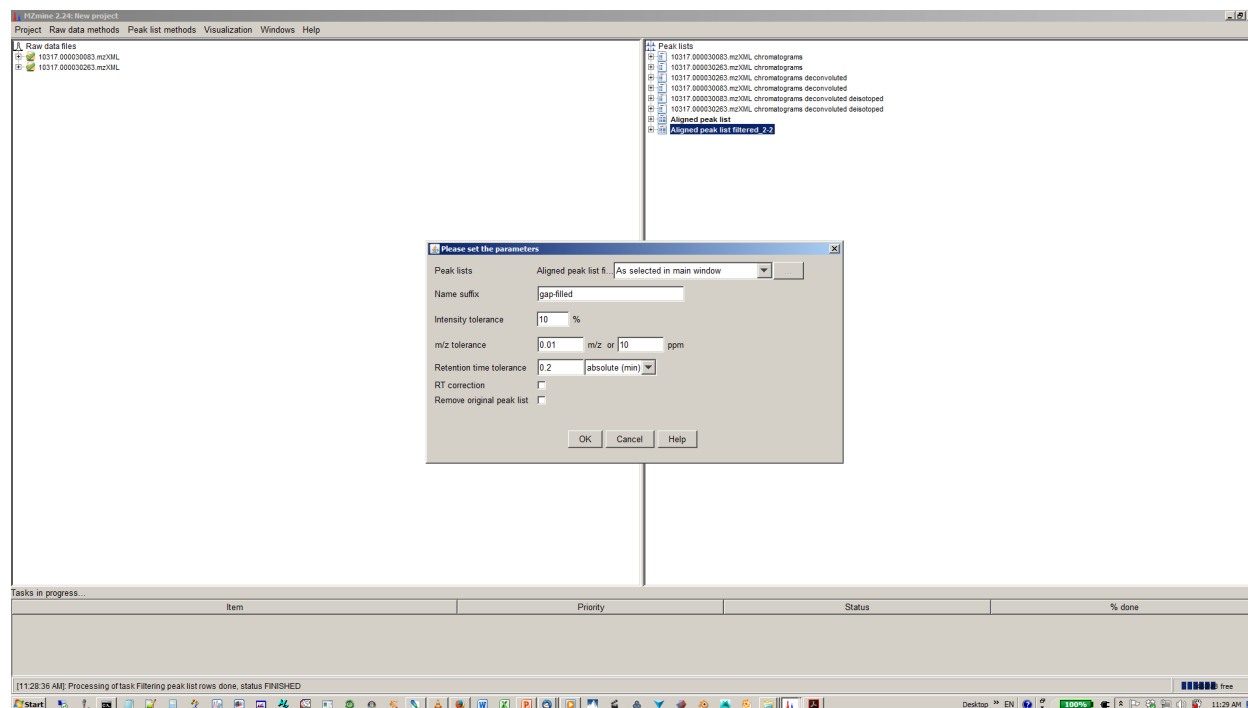 MZmine 2.24: New project
Project Raw data methods Peak list methods Visualization Windows Help
Raw data files
10317.000030083.mzXML
10317.000030263.mzXML
Peak lists
10317.000030083.mzXML chromatograms
10317.000030263.mzXML chromatograms
10317.000030263.mzXML chromatograms deconvoluted
10317.000030083.mzXML chromatograms deconvoluted
10317.000030083.mzXML chromatograms deconvoluted deisotoped
10317.000030263.mzXML chromatograms deconvoluted deisotoped
Aligned peak list
Aligned peak list filtered_2-2
Please set the parameters
Peak lists Aligned peak list fi... As selected in main window ...
Name suffix gap-filled
Intensity tolerance 10 %
m/z tolerance 0.01 m/z or 10 ppm
Retention time tolerance 0.2 absolute (min)
RT correction
Remove original peak list
OK Cancel Help
Tasks in progress...
Item Priority Status % done
[11:28:36 AM]: Processing of task Filtering peak list rows done, status FINISHED
free
Start Desktop » EN 100% 11:29 AM